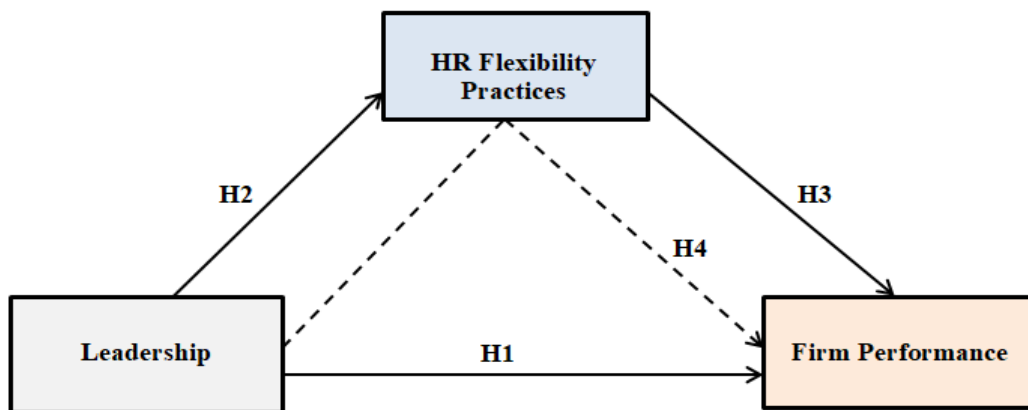 HR Flexibility
Practices
H2
H3
H4
Leadership
H1
Firm Performance